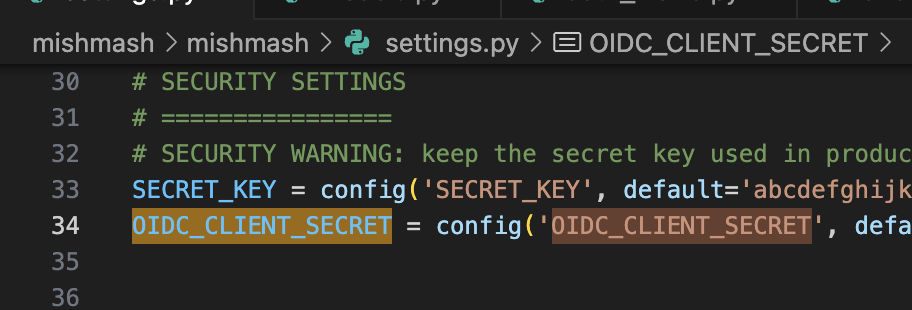 mishmash > mishmash > settings.py > OIDC_CLIENT_SECRET >
30 # SECURITY SETTINGS
31 # ================
32 # SECURITY WARNING: keep the secret key used in produc
33 SECRET_KEY = config('SECRET_KEY', default='abcdefghijk
34 OIDC_CLIENT_SECRET = config('OIDC_CLIENT_SECRET', defa
35
36